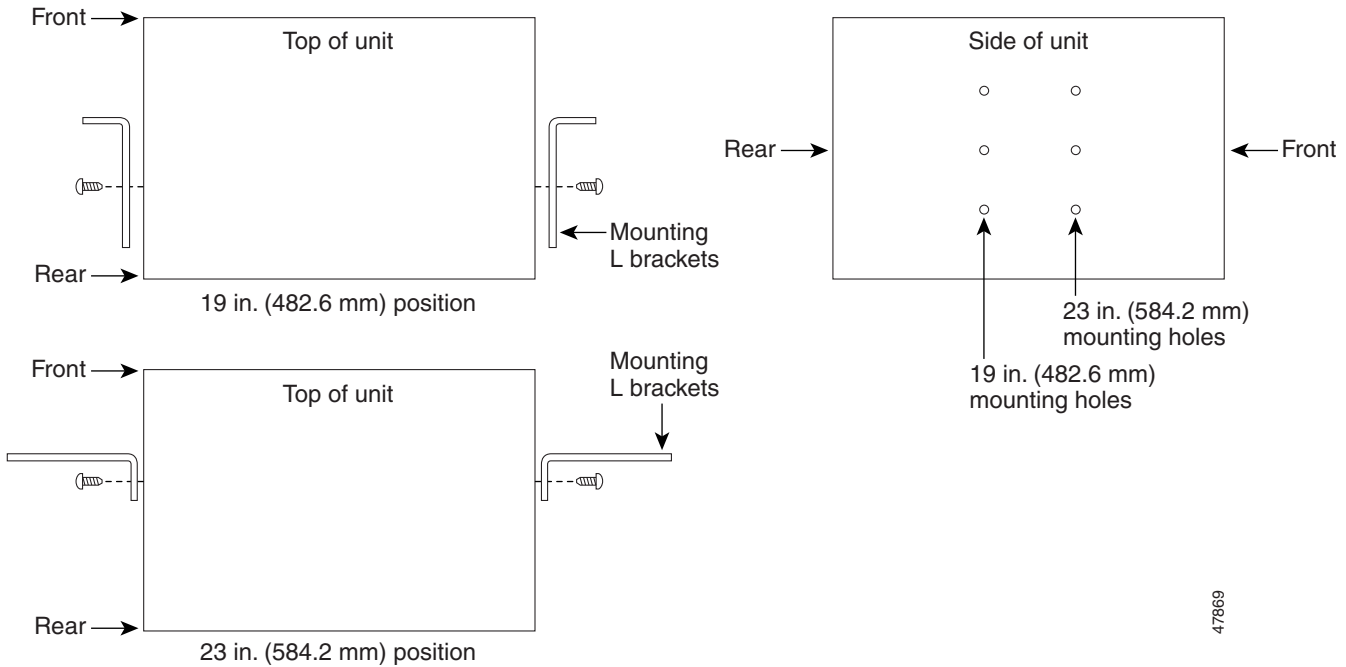 Front
Top of unit
Mounting
L brackets
Rear
19 in. (482.6 mm) position
Front
Top of unit
Mounting
L brackets
Rear
23 in. (584.2 mm) position
Side of unit
Rear
Front
23 in. (584.2 mm)
mounting holes
19 in. (482.6 mm)
mounting holes
47869